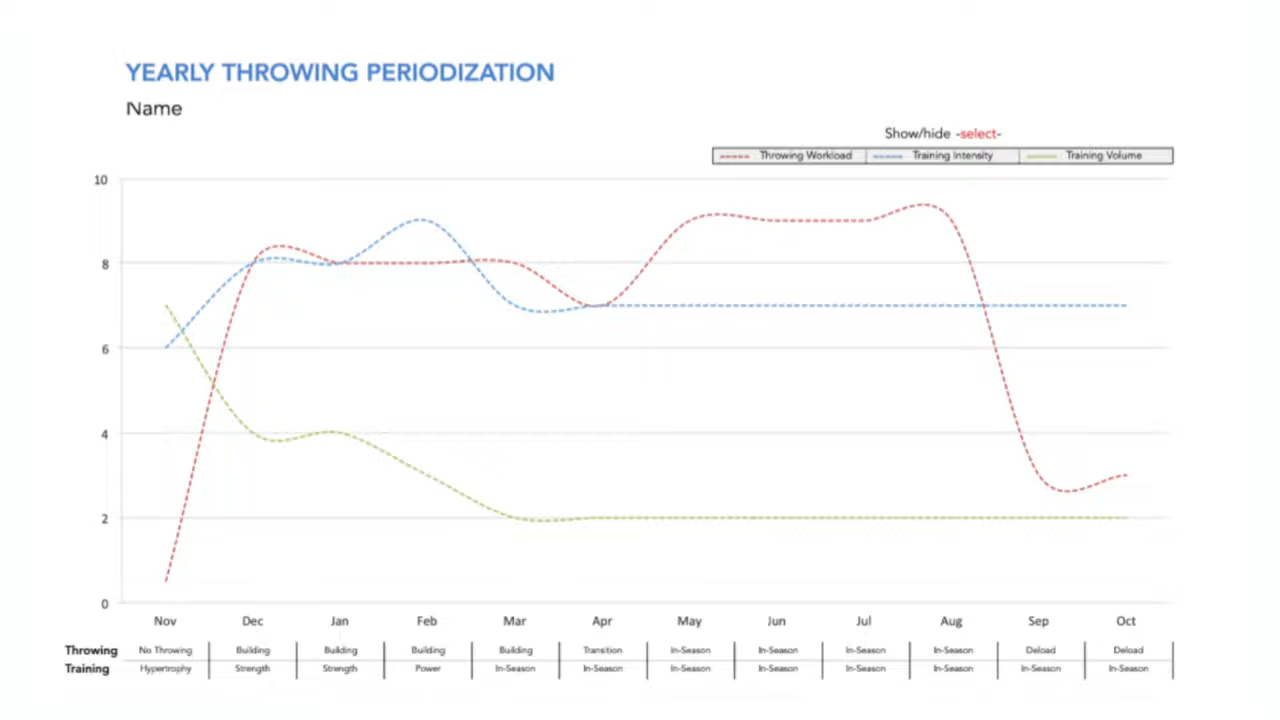 YEARLY THROWING PERIODIZATION
Name
Show/hide -select-
Throwing Workload Training Intensity Training Volume
10
8
6
4
2
0
Nov Dec Jan Feb Mar Apr May Jun Jul Aug Sep Oct
Throwing No Throwing Building Building Building Building Transition In-Season In-Season In-Season In-Season Deload Deload
Training Hypertrophy Strength Strength Power In-Season In-Season In-Season In-Season In-Season In-Season In-Season In-Season